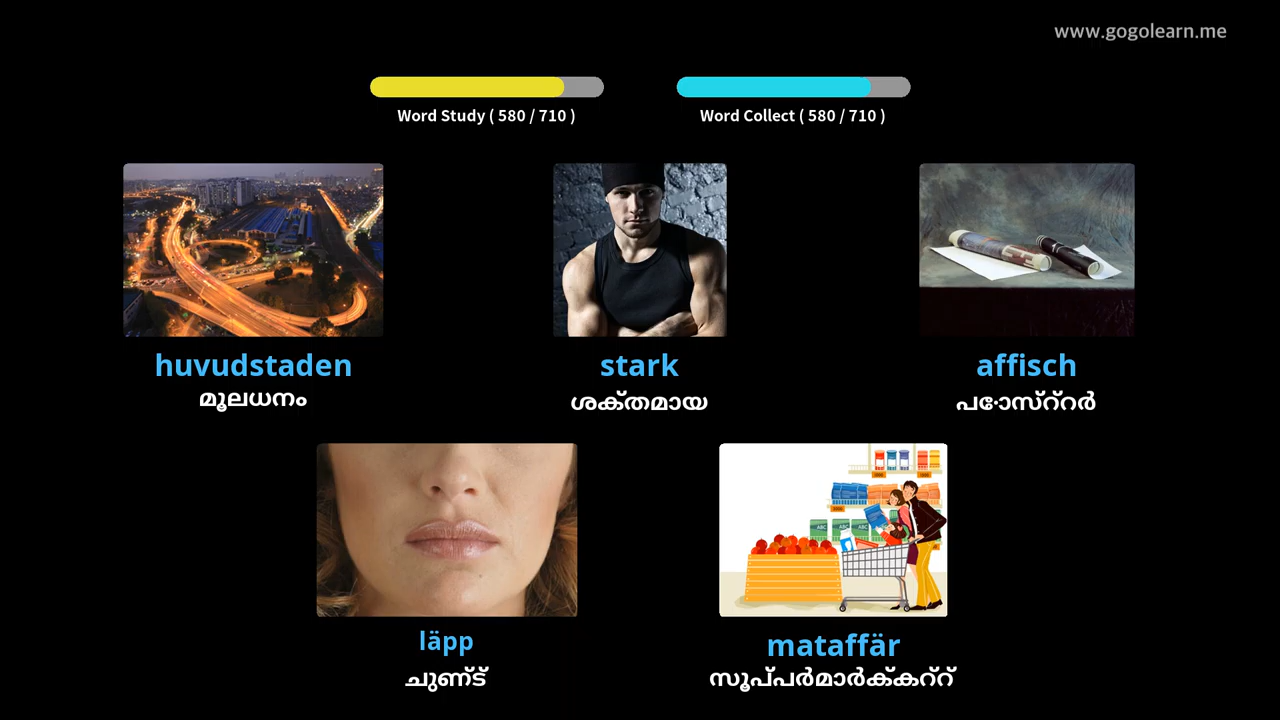 www.gogolearn.me
Word Study ( 580 / 710 )
Word Collect ( 580 / 710 )
huvudstaden
മൂലധനം
stark
ശക്തമായ
affisch
പോസ്റ്റർ
läpp
ചുണ്ട്
mataffär
സൂപ്പർമാർക്കറ്റ്